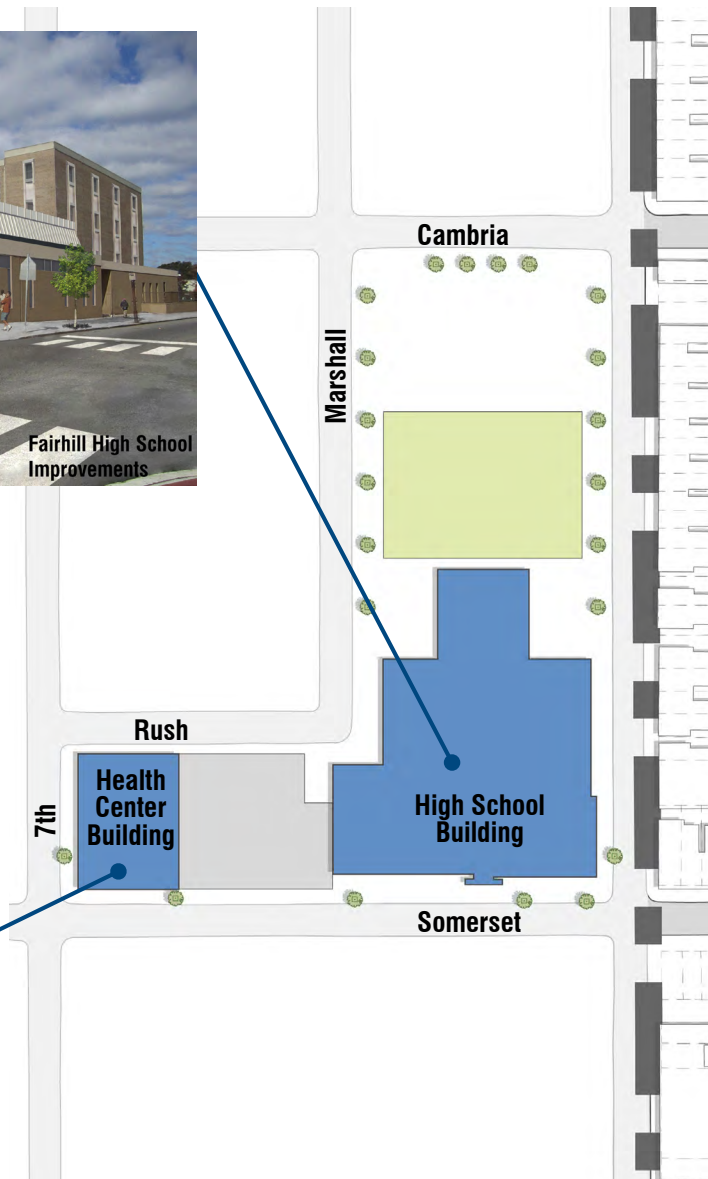 Cambria
Marshall
Fairhill High School
Improvements
Rush
7th
Health
Center
Building
High School
Building
Somerset